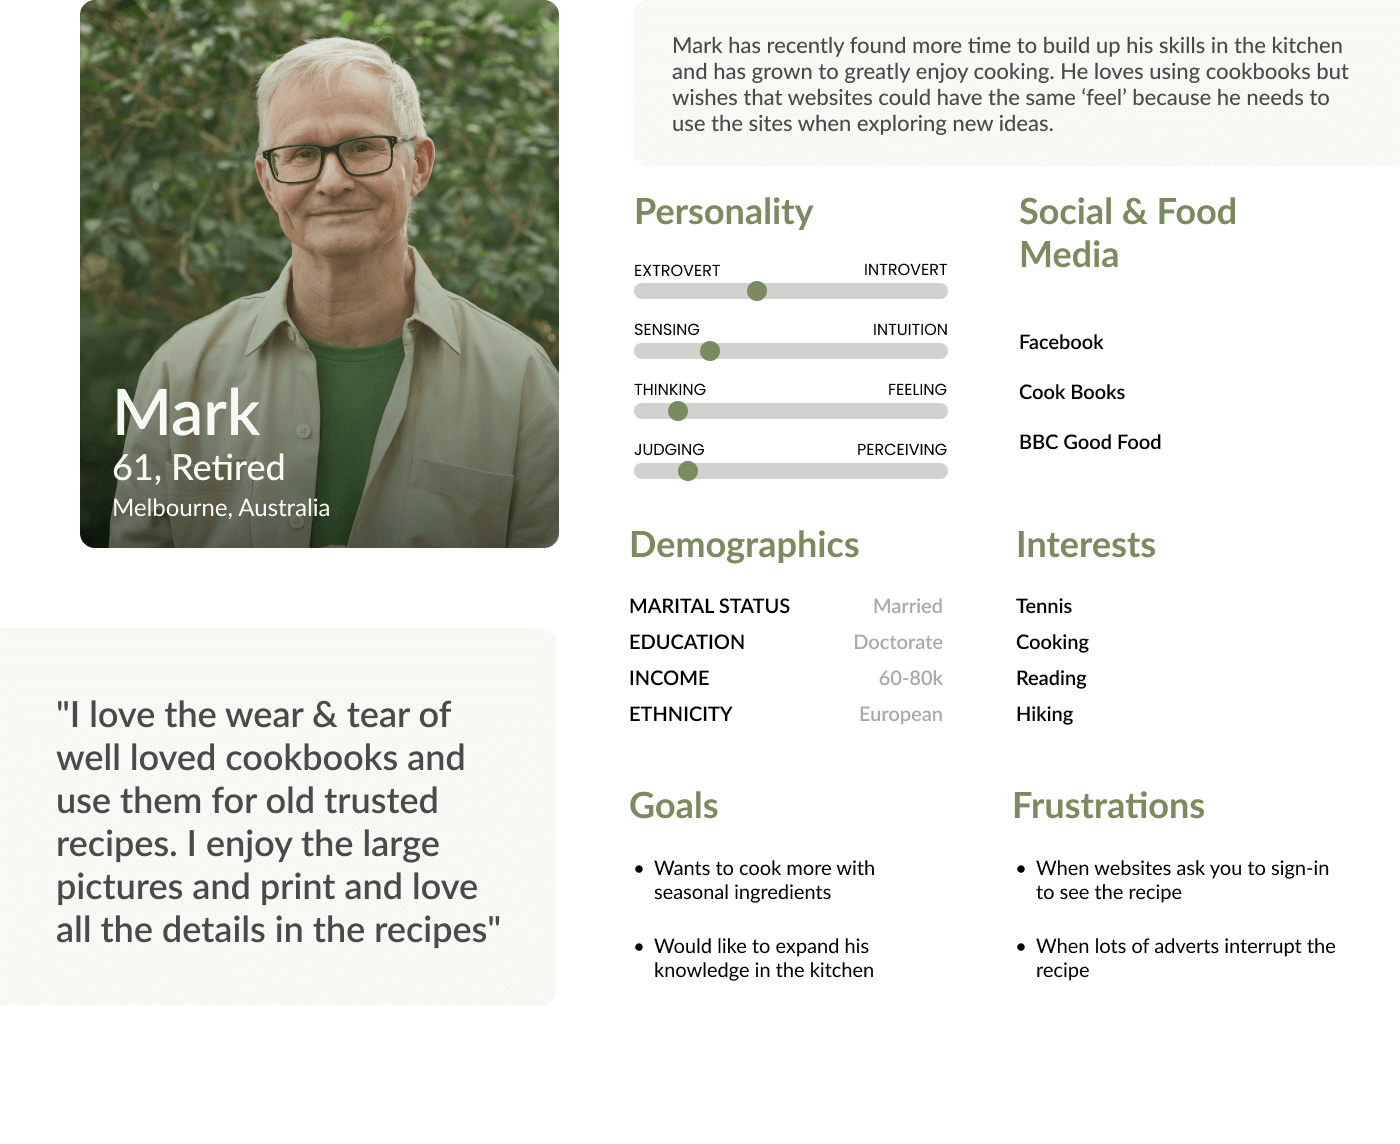 Mark
61, Retired
Melbourne, Australia
"I love the wear & tear of
well loved cookbooks and
use them for old trusted
recipes. I enjoy the large
pictures and print and love
all the details in the recipes"
Mark has recently found more time to build up his skills in the kitchen
and has grown to greatly enjoy cooking. He loves using cookbooks but
wishes that websites could have the same ‘feel’ because he needs to
use the sites when exploring new ideas.
Personality
EXTROVERT INTROVERT
SENSING INTUITION
THINKING FEELING
JUDGING PERCEIVING
Social & Food
Media
Facebook
Cook Books
BBC Good Food
Demographics
MARITAL STATUS Married
EDUCATION Doctorate
INCOME 60-80k
ETHNICITY European
Interests
Tennis
Cooking
Reading
Hiking
Goals
• Wants to cook more with
seasonal ingredients
• Would like to expand his
knowledge in the kitchen
Frustrations
• When websites ask you to sign-in
to see the recipe
• When lots of adverts interrupt the
recipe